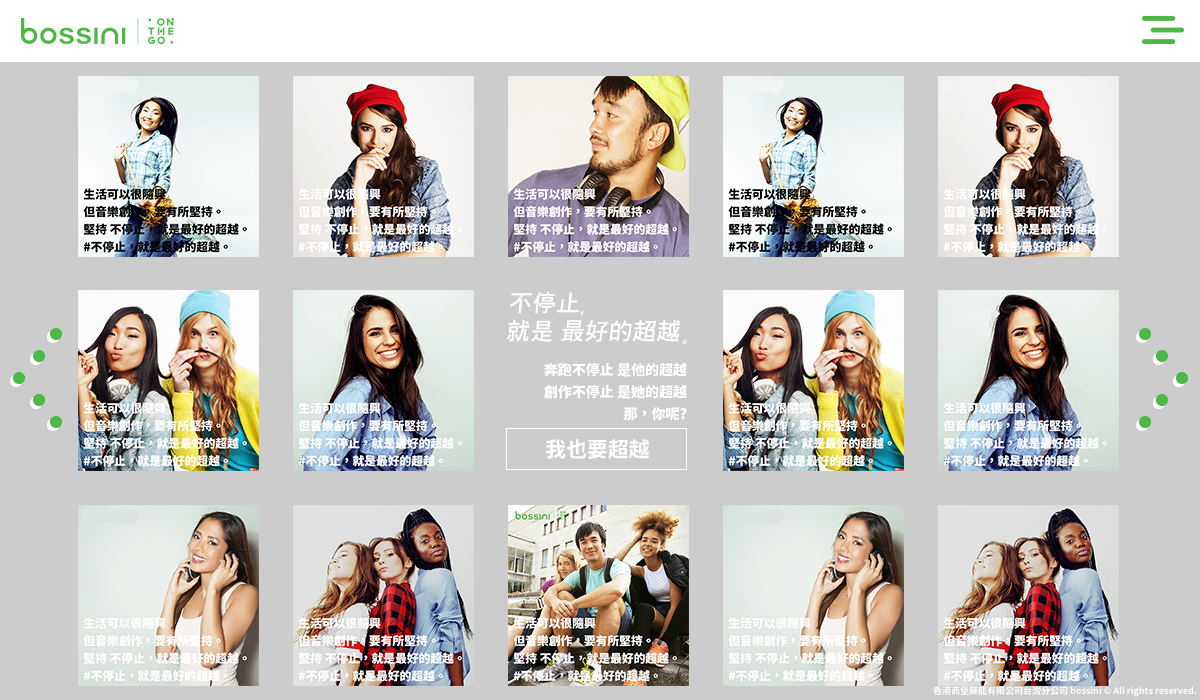 bossini
·ON
THE
GO·
生活可以很隨興
但音樂創作，要有所堅持。
堅持 不停止，就是最好的超越。
#不停止，就是最好的超越。
生活可以很隨興
但音樂創作，要有所堅持。
堅持 不停止，就是最好的超越。
#不停止，就是最好的超越。
生活可以很隨興
但音樂創作，要有所堅持。
堅持 不停止，就是最好的超越。
#不停止，就是最好的超越。
生活可以很隨興
但音樂創作，要有所堅持。
堅持 不停止，就是最好的超越。
#不停止，就是最好的超越。
生活可以很隨興
但音樂創作，要有所堅持。
堅持 不停止，就是最好的超越。
#不停止，就是最好的超越。
生活可以很隨興
但音樂創作，要有所堅持。
堅持 不停止，就是最好的超越。
#不停止，就是最好的超越。
生活可以很隨興
但音樂創作，要有所堅持。
堅持 不停止，就是最好的超越。
#不停止，就是最好的超越。
不停止,
就是 最好的超越。
奔跑不停止 是他的超越
創作不停止 是她的超越
那，你呢?
我也要超越
生活可以很隨興
但音樂創作，要有所堅持。
堅持 不停止，就是最好的超越。
#不停止，就是最好的超越。
生活可以很隨興
但音樂創作，要有所堅持。
堅持 不停止，就是最好的超越。
#不停止，就是最好的超越。
生活可以很隨興
但音樂創作，要有所堅持。
堅持 不停止，就是最好的超越。
#不停止，就是最好的超越。
生活可以很隨興
但音樂創作，要有所堅持。
堅持 不停止，就是最好的超越。
#不停止，就是最好的超越。
bossini
生活可以很隨興
但音樂創作，要有所堅持。
堅持 不停止，就是最好的超越。
#不停止，就是最好的超越。
生活可以很隨興
但音樂創作，要有所堅持。
堅持 不停止，就是最好的超越。
#不停止，就是最好的超越。
生活可以很隨興
但音樂創作，要有所堅持。
堅持 不停止，就是最好的超越。
#不停止，就是最好的超越。
香港商堡獅龍有限公司台灣分公司 bossini © All rights reserved.